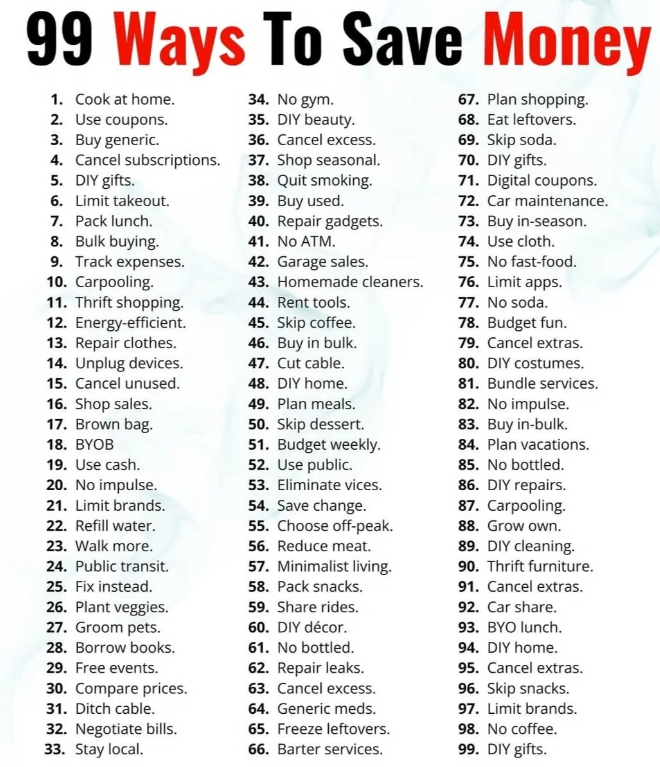 99 Ways To Save Money
1. Cook at home.
2. Use coupons.
3. Buy generic.
4. Cancel subscriptions.
5. DIY gifts.
6. Limit takeout.
7. Pack lunch.
8. Bulk buying.
9. Track expenses.
10. Carpooling.
11. Thrift shopping.
12. Energy-efficient.
13. Repair clothes.
14. Unplug devices.
15. Cancel unused.
16. Shop sales.
17. Brown bag.
18. BYOB
19. Use cash.
20. No impulse.
21. Limit brands.
22. Refill water.
23. Walk more.
24. Public transit.
25. Fix instead.
26. Plant veggies.
27. Groom pets.
28. Borrow books.
29. Free events.
30. Compare prices.
31. Ditch cable.
32. Negotiate bills.
33. Stay local.
34. No gym.
35. DIY beauty.
36. Cancel excess.
37. Shop seasonal.
38. Quit smoking.
39. Buy used.
40. Repair gadgets.
41. No ATM.
42. Garage sales.
43. Homemade cleaners.
44. Rent tools.
45. Skip coffee.
46. Buy in bulk.
47. Cut cable.
48. DIY home.
49. Plan meals.
50. Skip dessert.
51. Budget weekly.
52. Use public.
53. Eliminate vices.
54. Save change.
55. Choose off-peak.
56. Reduce meat.
57. Minimalist living.
58. Pack snacks.
59. Share rides.
60. DIY décor.
61. No bottled.
62. Repair leaks.
63. Cancel excess.
64. Generic meds.
65. Freeze leftovers.
66. Barter services.
67. Plan shopping.
68. Eat leftovers.
69. Skip soda.
70. DIY gifts.
71. Digital coupons.
72. Car maintenance.
73. Buy in-season.
74. Use cloth.
75. No fast-food.
76. Limit apps.
77. No soda.
78. Budget fun.
79. Cancel extras.
80. DIY costumes.
81. Bundle services.
82. No impulse.
83. Buy in-bulk.
84. Plan vacations.
85. No bottled.
86. DIY repairs.
87. Carpooling.
88. Grow own.
89. DIY cleaning.
90. Thrift furniture.
91. Cancel extras.
92. Car share.
93. BYO lunch.
94. DIY home.
95. Cancel extras.
96. Skip snacks.
97. Limit brands.
98. No coffee.
99. DIY gifts.